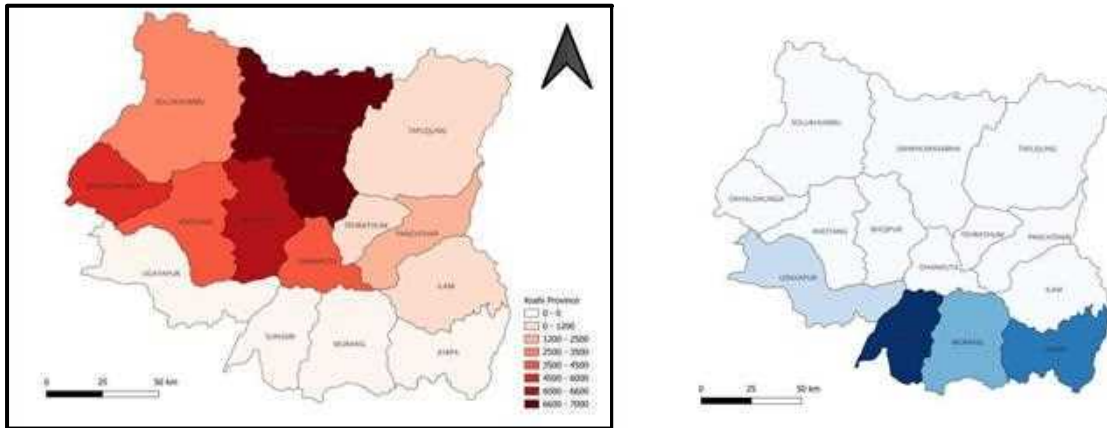 SOLUKHUMBU
TAPLEJUNG
OKHALDHUNGA
KHOTANG
BHOJPUR
TERHATHUM
PANCHTHAR
DHANKUTA
UDAYAPUR
ILAM
SUNSARI
MORANG
JHAPA
Koshi Province
0 - 0
0 - 1200
1200 - 2500
2500 - 3500
3500 - 4500
4500 - 6000
6000 - 6600
6600 - 7000
0 25 50 km
SOLUKHUMBU
SANKHUWASABHA
TAPLEJUNG
OKHALDHUNGA
KHOTANG
BHOJPUR
TERHATHUM
PANCHTHAR
DHANKUTA
UDAYAPUR
ILAM
MORANG
JHAPA
0 25 50 km